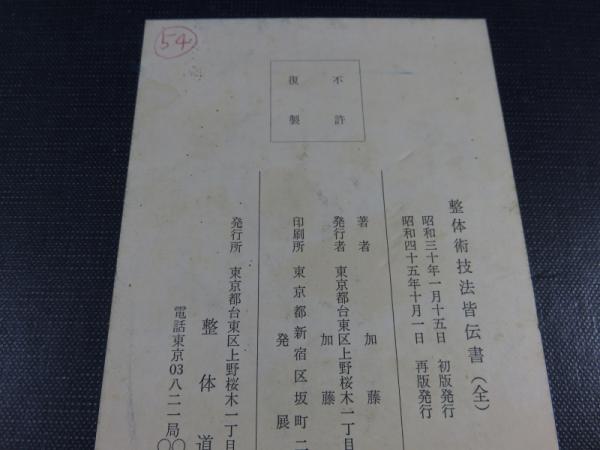 54
不許
復製
整体術技法皆伝書(全)
昭和三十年一月十五日 初版発行
昭和四十五年十月一日 再版発行
著者 加藤
発行者 東京都台東区上野桜木一丁目
加藤
印刷所 東京都新宿区坂町二
発展
発行所 東京都台東区上野桜木一丁目
整体道
電話東京03八二一局〇〇